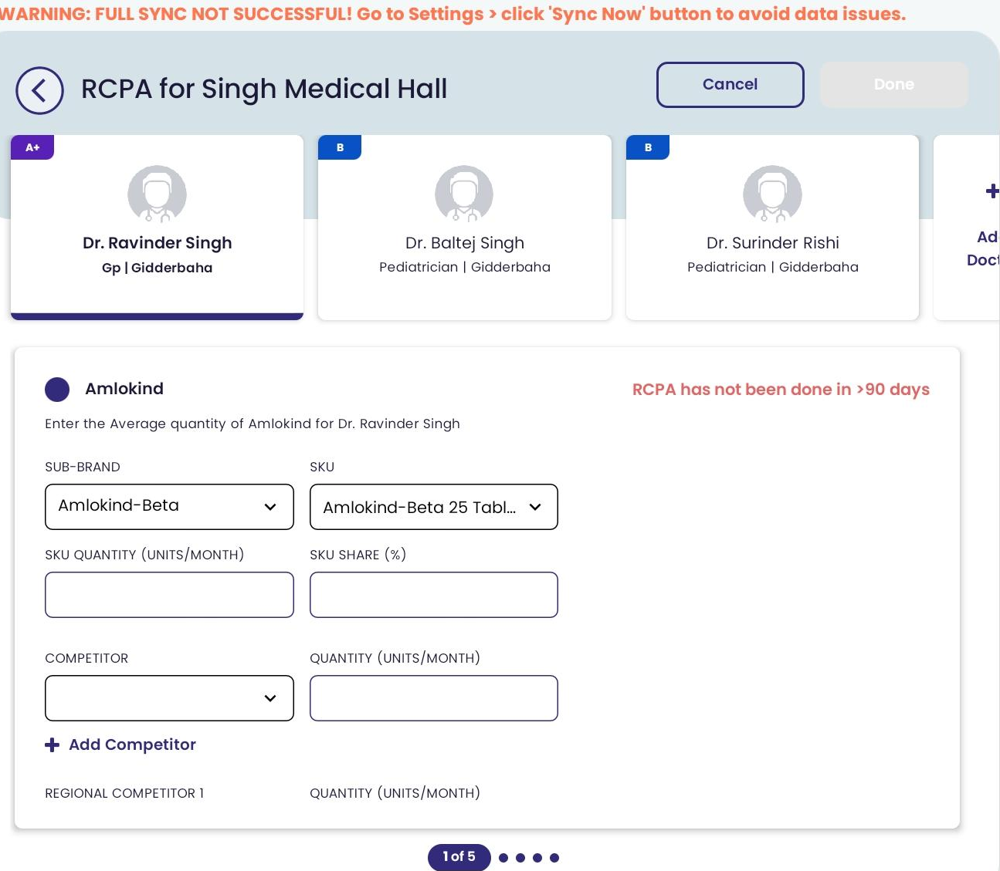 WARNING: FULL SYNC NOT SUCCESSFUL! Go to Settings > click 'Sync Now' button to avoid data issues.
RCPA for Singh Medical Hall
Cancel
Done
A+
Dr. Ravinder Singh
Gp | Gidderbaha
B
Dr. Baltej Singh
Pediatrician | Gidderbaha
B
Dr. Surinder Rishi
Pediatrician | Gidderbaha
Amlokind
RCPA has not been done in >90 days
Enter the Average quantity of Amlokind for Dr. Ravinder Singh
SUB-BRAND
SKU
Amlokind-Beta
Amlokind-Beta 25 Tabl...
SKU QUANTITY (UNITS/MONTH)
SKU SHARE (%)
COMPETITOR
QUANTITY (UNITS/MONTH)
+ Add Competitor
REGIONAL COMPETITOR 1
QUANTITY (UNITS/MONTH)
1 of 5